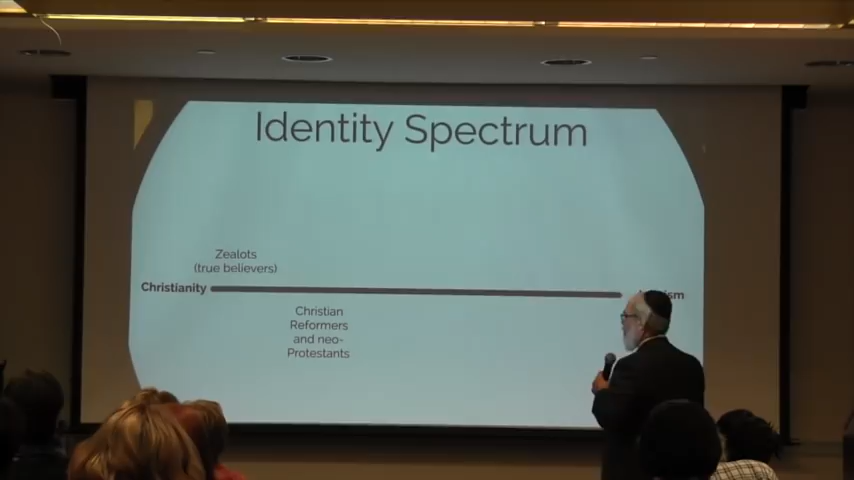 Identity Spectrum
Zealots
(true believers)
Christianity
Christian
Reformers
and neo-
Protestants